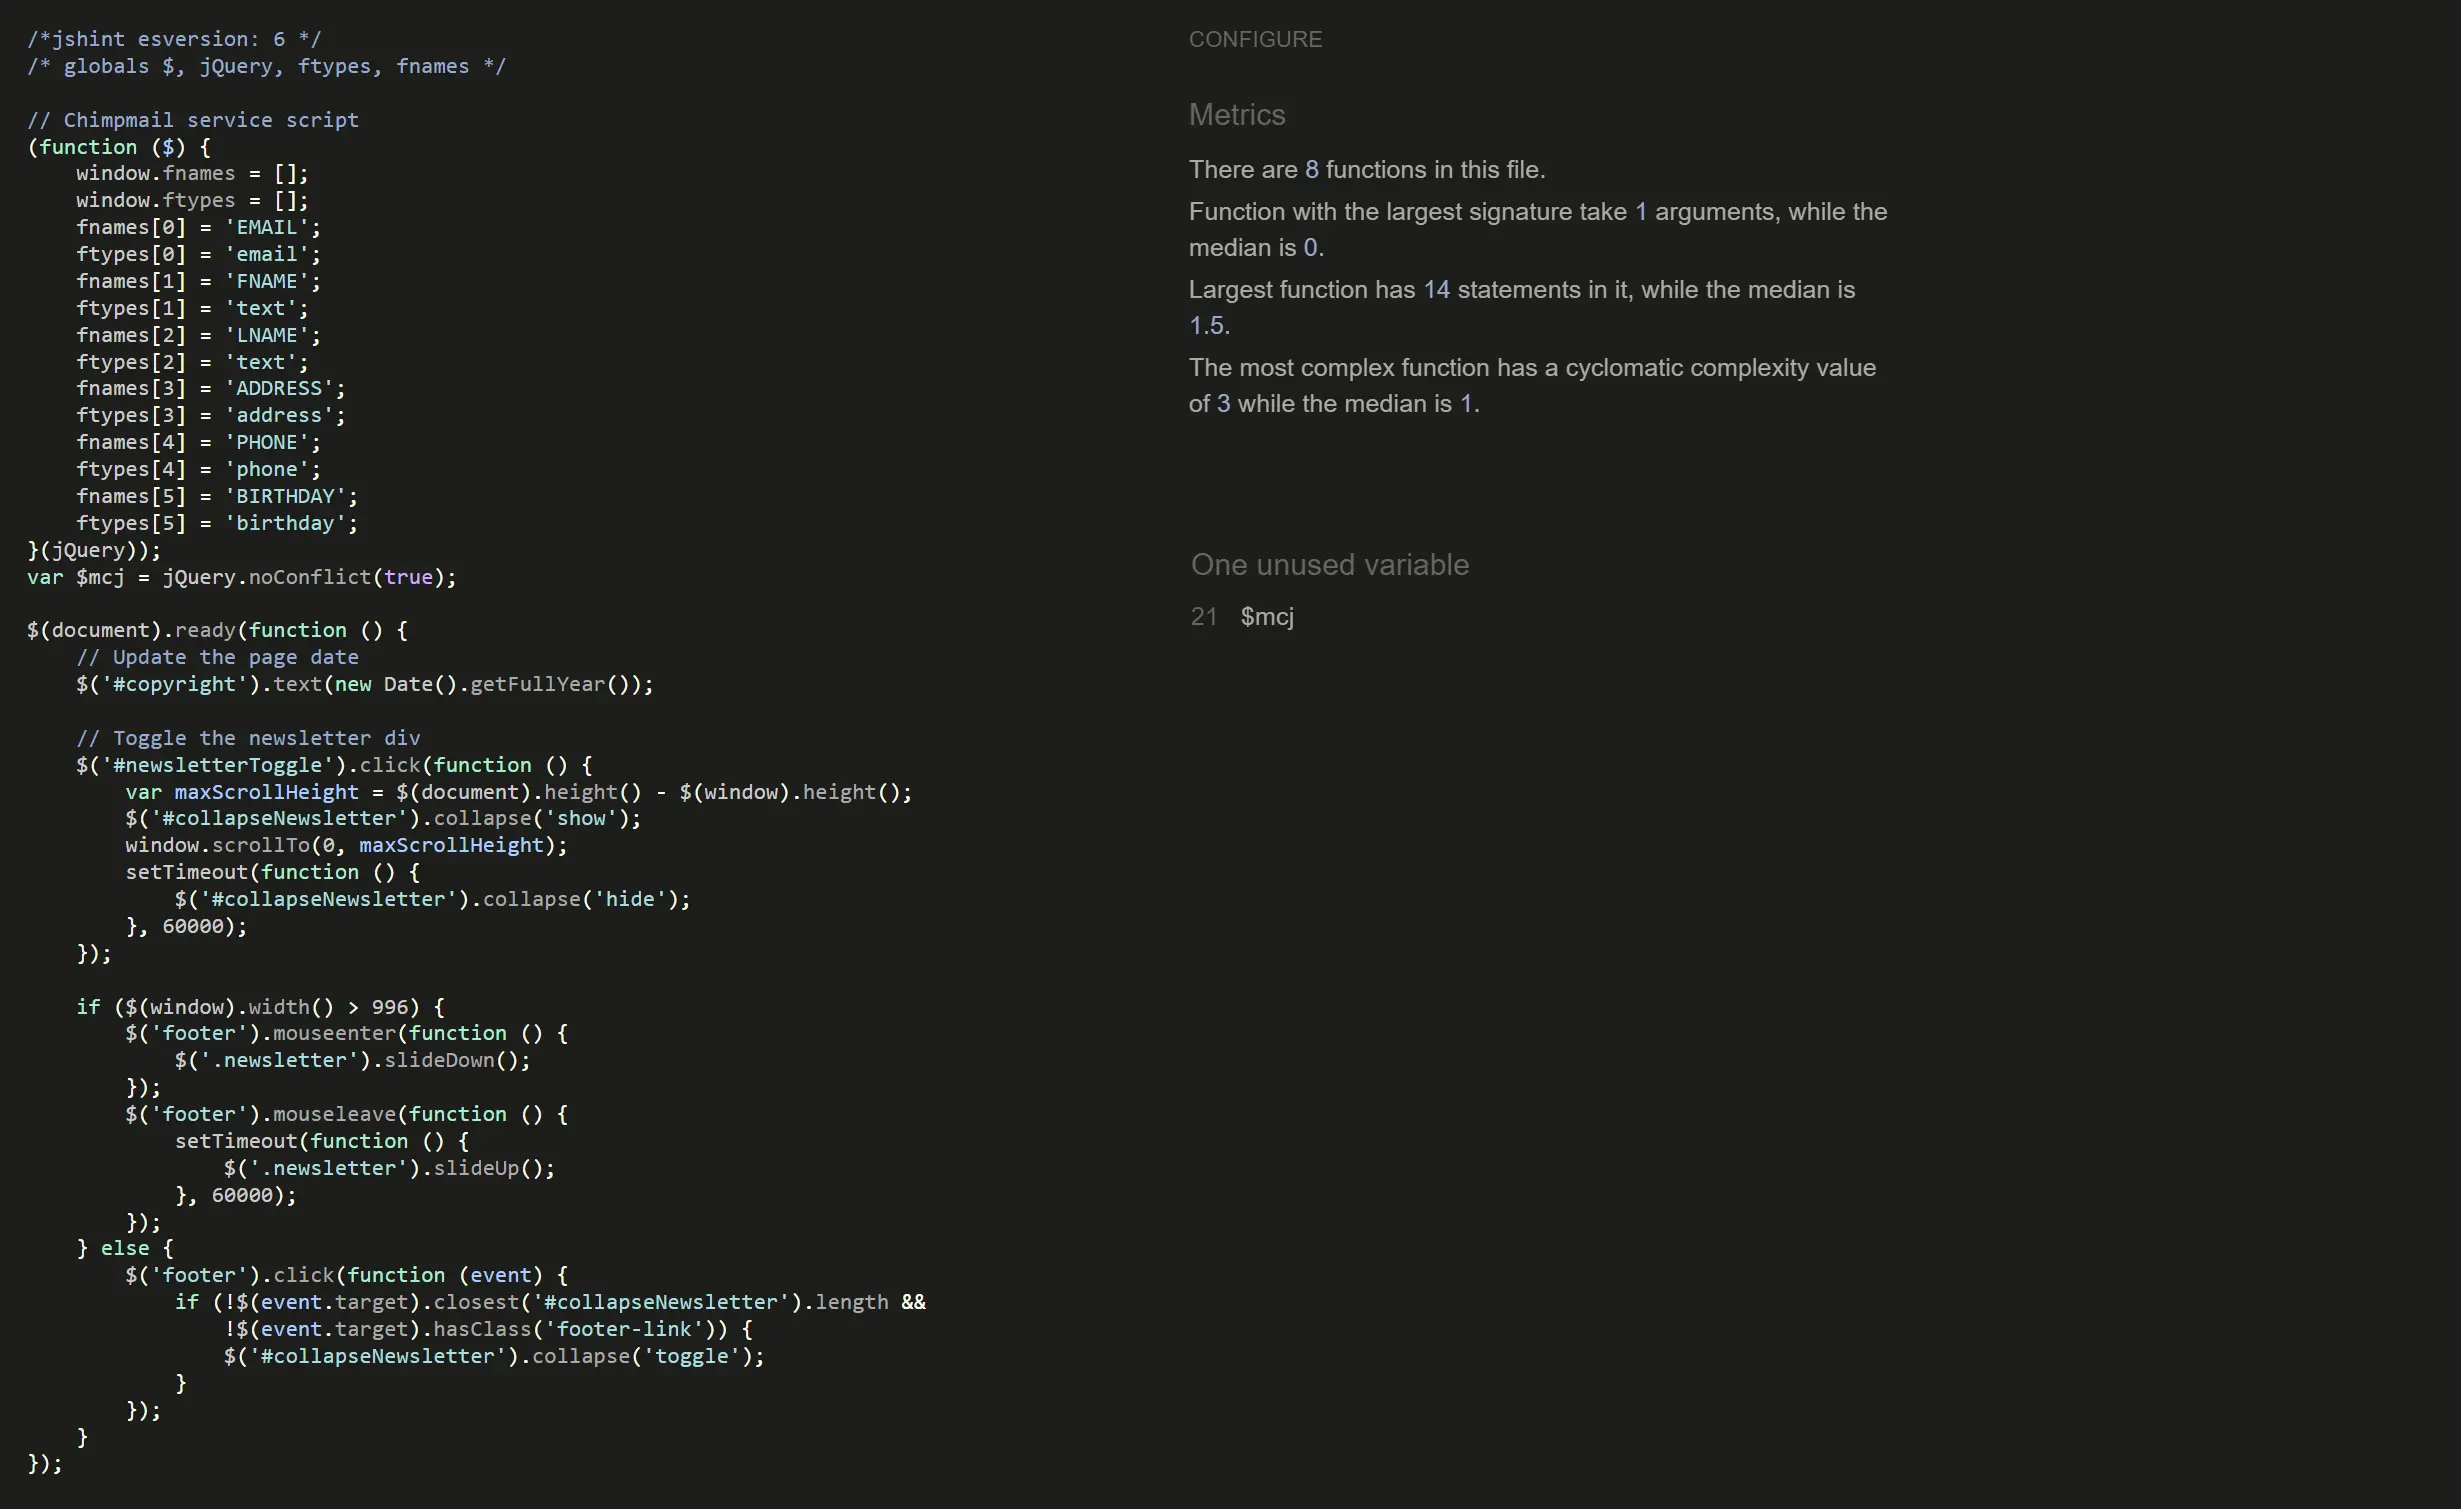 /*jshint esversion: 6 */
/* globals $, jQuery, ftypes, fnames */

// Chimpmail service script
(function ($) {
    window.fnames = [];
    window.ftypes = [];
    fnames[0] = 'EMAIL';
    ftypes[0] = 'email';
    fnames[1] = 'FNAME';
    ftypes[1] = 'text';
    fnames[2] = 'LNAME';
    ftypes[2] = 'text';
    fnames[3] = 'ADDRESS';
    ftypes[3] = 'address';
    fnames[4] = 'PHONE';
    ftypes[4] = 'phone';
    fnames[5] = 'BIRTHDAY';
    ftypes[5] = 'birthday';
}(jQuery));
var $mcj = jQuery.noConflict(true);

$(document).ready(function () {
    // Update the page date
    $('#copyright').text(new Date().getFullYear());

    // Toggle the newsletter div
    $('#newsletterToggle').click(function () {
        var maxScrollHeight = $(document).height() - $(window).height();
        $('#collapseNewsletter').collapse('show');
        window.scrollTo(0, maxScrollHeight);
        setTimeout(function () {
            $('#collapseNewsletter').collapse('hide');
        }, 60000);
    });

    if ($(window).width() > 996) {
        $('footer').mouseenter(function () {
            $('.newsletter').slideDown();
        });
        $('footer').mouseleave(function () {
            setTimeout(function () {
                $('.newsletter').slideUp();
            }, 60000);
        });
    } else {
        $('footer').click(function (event) {
            if (!$(event.target).closest('#collapseNewsletter').length &&
                !$(event.target).hasClass('footer-link')) {
                $('#collapseNewsletter').collapse('toggle');
            }
        });
    }
});
CONFIGURE
Metrics
There are 8 functions in this file.
Function with the largest signature take 1 arguments, while the
median is 0.
Largest function has 14 statements in it, while the median is
1.5.
The most complex function has a cyclomatic complexity value
of 3 while the median is 1.
One unused variable
21 $mcj